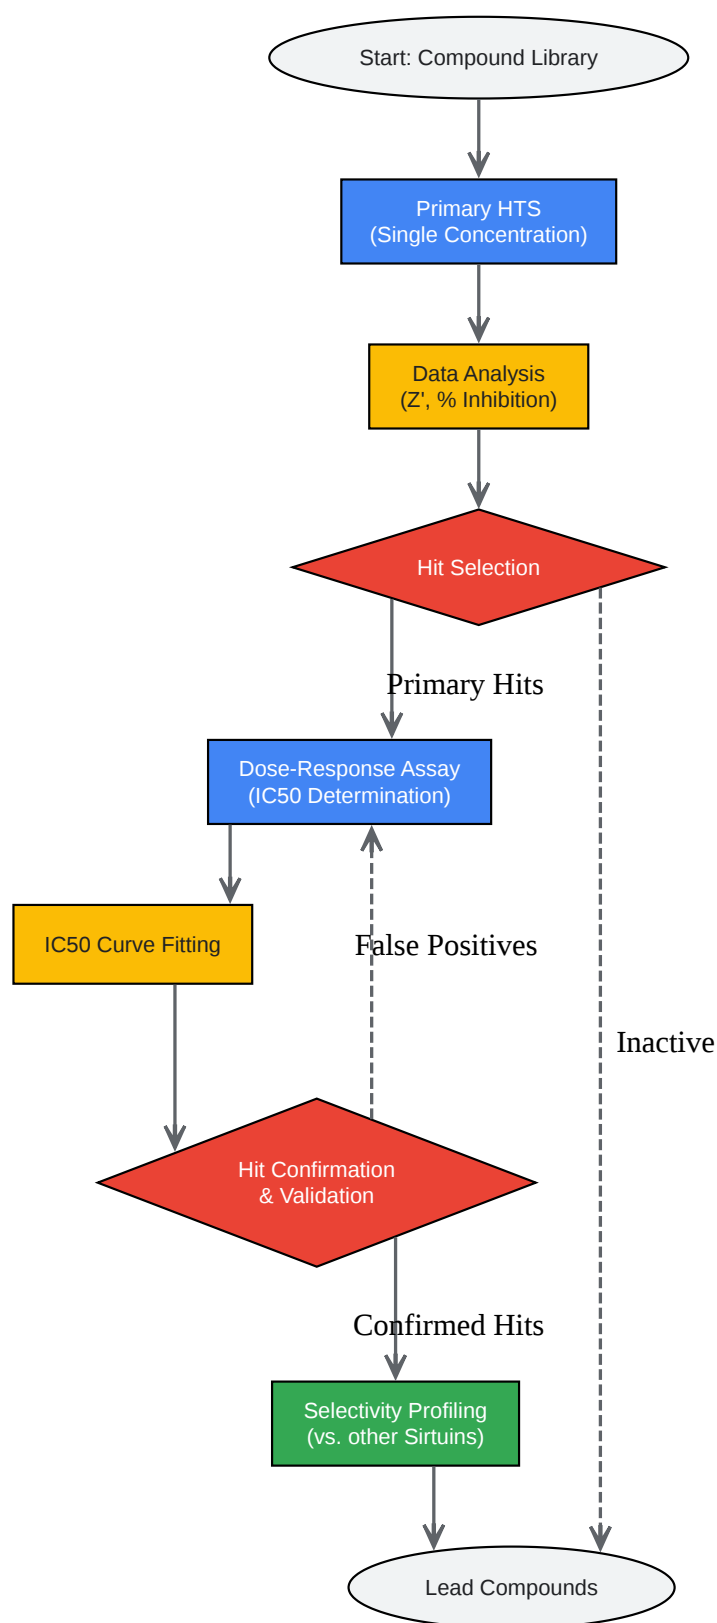 Start: Compound Library
Primary HTS
(Single Concentration)
Data Analysis
(Z', % Inhibition)
Hit Selection
Primary Hits
Dose-Response Assay
(IC50 Determination)
IC50 Curve Fitting
False Positives
Inactive
Hit Confirmation
& Validation
Confirmed Hits
Selectivity Profiling
(vs. other Sirtuins)
Lead Compounds